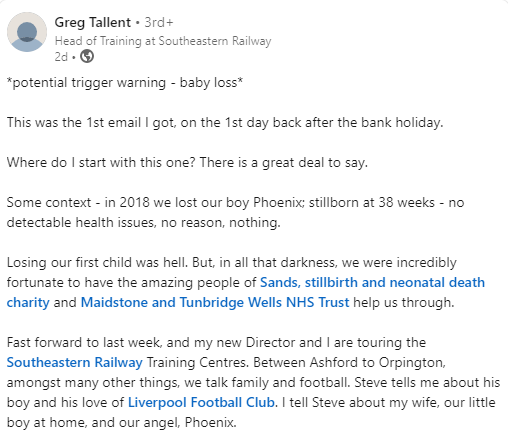 Greg Tallent • 3rd+
Head of Training at Southeastern Railway
2d •
*potential trigger warning - baby loss*
This was the 1st email I got, on the 1st day back after the bank holiday.
Where do I start with this one? There is a great deal to say.
Some context - in 2018 we lost our boy Phoenix; stillborn at 38 weeks - no
detectable health issues, no reason, nothing.
Losing our first child was hell. But, in all that darkness, we were incredibly
fortunate to have the amazing people of Sands, stillbirth and neonatal death
charity and Maidstone and Tunbridge Wells NHS Trust help us through.
Fast forward to last week, and my new Director and I are touring the
Southeastern Railway Training Centres. Between Ashford to Orpington,
amongst many other things, we talk family and football. Steve tells me about his
boy and his love of Liverpool Football Club. I tell Steve about my wife, our little
boy at home, and our angel, Phoenix.